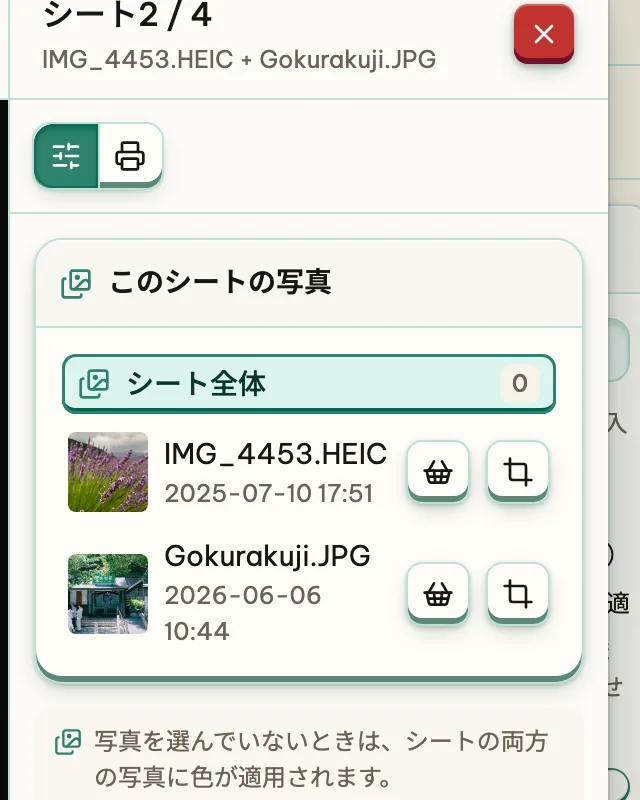 シート2 / 4
IMG_4453.HEIC + Gokurakuji.JPG
このシートの写真
シート全体 0
IMG_4453.HEIC
2025-07-10 17:51
Gokurakuji.JPG
2026-06-06
10:44
写真を選んでいないときは、シートの両方
の写真に色が適用されます。
入
)
適
せ